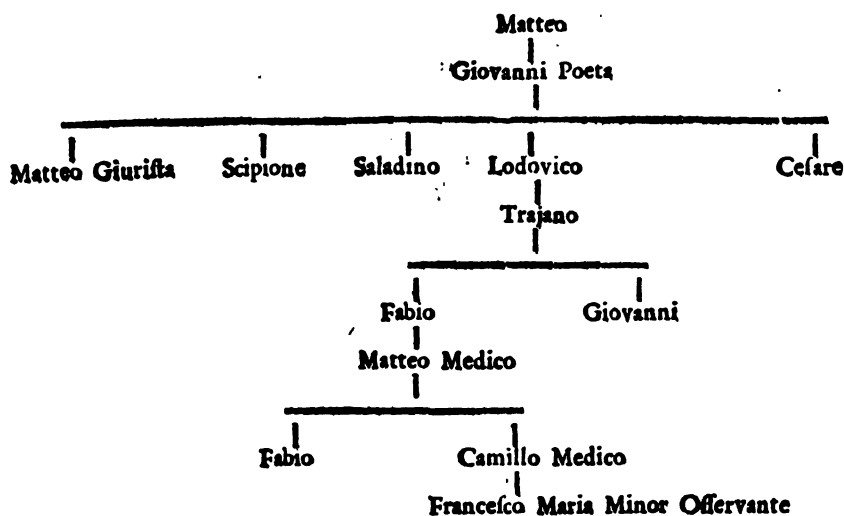 Matteo
Giovanni Poeta
Matteo Giuriſta Scipione Saladino Lodovico Ceſare
Trajano
Fabio Giovanni
Matteo Medico
Fabio Camillo Medico
Franceſco Maria Minor Oſſervante